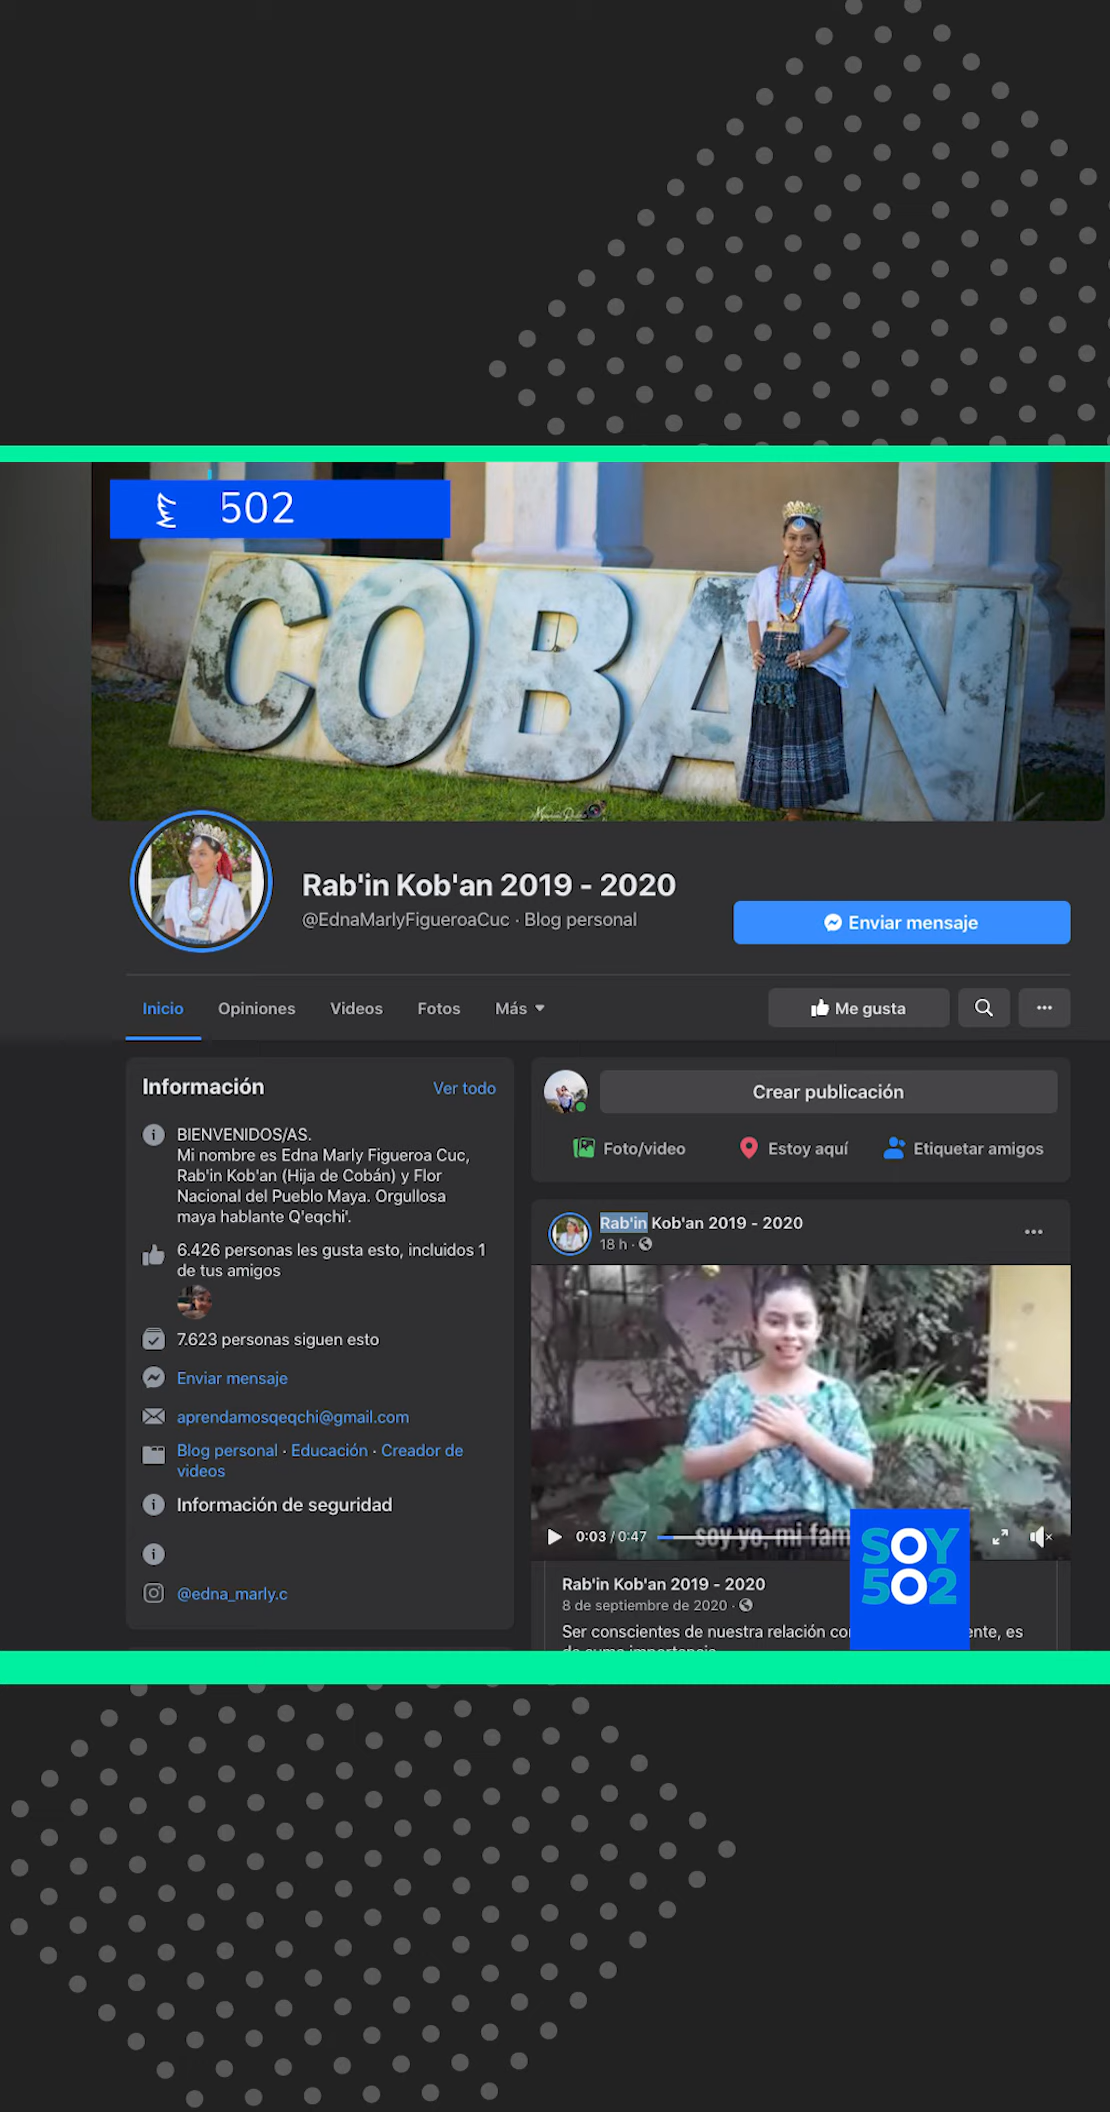 502
COBAN
Rab'in Kob'an 2019 - 2020
@EdnaMarlyFigueroaCuc · Blog personal
Enviar mensaje
Inicio
Opiniones
Videos
Fotos
Más
Me gusta
Información
Ver todo
BIENVENIDOS/AS.
Mi nombre es Edna Marly Figueroa Cuc,
Rab'in Kob'an (Hija de Cobán) y Flor
Nacional del Pueblo Maya. Orgullosa
maya hablante Q'eqchi'.
6.426 personas les gusta esto, incluidos 1
de tus amigos
7.623 personas siguen esto
Enviar mensaje
aprendamosqeqchi@gmail.com
Blog personal · Educación · Creador de
videos
Información de seguridad
@edna_marly.c
Crear publicación
Foto/video
Estoy aquí
Etiquetar amigos
Rab'in Kob'an 2019 - 2020
18 h ·
soy yo, mi fam
0:03 / 0:47
Rab'in Kob'an 2019 - 2020
8 de septiembre de 2020 ·
Ser conscientes de nuestra relación con
ente, es
de suma importancia
SOY
502